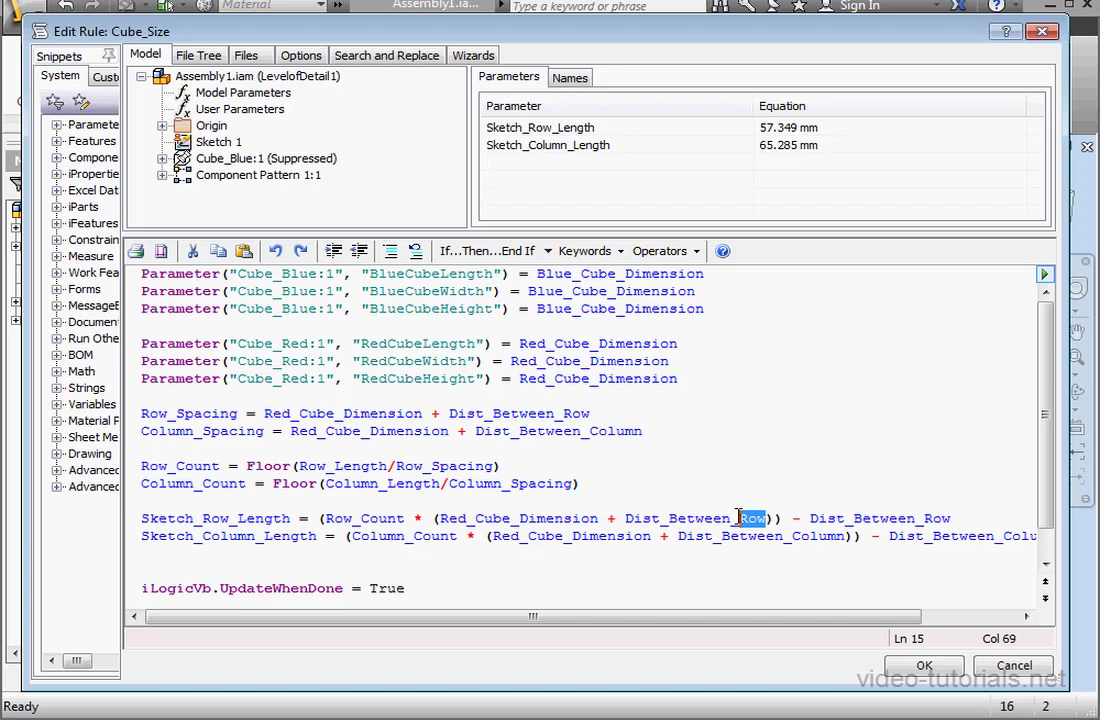 Material
Assembly1.ia...
Type a keyword or phrase
Sign In
Edit Rule: Cube_Size
Snippets
System
Custo
Paramete
Features
Compone
iProperti
Excel Dat
iParts
iFeatures
Constrain
Measure
Work Fea
Forms
MessageB
Documen
Run Othe
BOM
Math
Strings
Variables
Material P
Sheet Me
Drawing
Advanced
Advanced
Model
File Tree
Files
Options
Search and Replace
Wizards
Assembly1.iam (LevelofDetail1)
Model Parameters
User Parameters
Origin
Sketch 1
Cube_Blue:1 (Suppressed)
Component Pattern 1:1
Parameters
Names
Parameter Equation
Sketch_Row_Length 57.349 mm
Sketch_Column_Length 65.285 mm
If...Then...End If Keywords Operators
Parameter("Cube_Blue:1", "BlueCubeLength") = Blue_Cube_Dimension
Parameter("Cube_Blue:1", "BlueCubeWidth") = Blue_Cube_Dimension
Parameter("Cube_Blue:1", "BlueCubeHeight") = Blue_Cube_Dimension
Parameter("Cube_Red:1", "RedCubeLength") = Red_Cube_Dimension
Parameter("Cube_Red:1", "RedCubeWidth") = Red_Cube_Dimension
Parameter("Cube_Red:1", "RedCubeHeight") = Red_Cube_Dimension
Row_Spacing = Red_Cube_Dimension + Dist_Between_Row
Column_Spacing = Red_Cube_Dimension + Dist_Between_Column
Row_Count = Floor(Row_Length/Row_Spacing)
Column_Count = Floor(Column_Length/Column_Spacing)
Sketch_Row_Length = (Row_Count * (Red_Cube_Dimension + Dist_Between_Row)) - Dist_Between_Row
Sketch_Column_Length = (Column_Count * (Red_Cube_Dimension + Dist_Between_Column)) - Dist_Between_Colu
iLogicVb.UpdateWhenDone = True
Ln 15 Col 69
OK
Cancel
video-tutorials.net
Ready
16 2